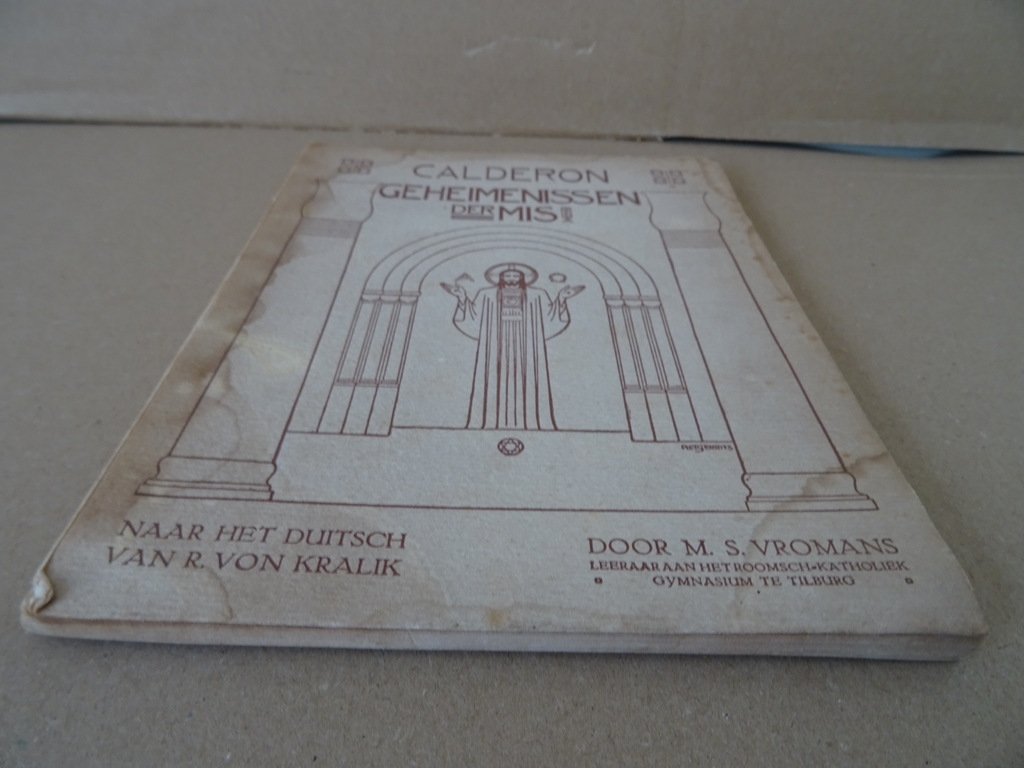 CALDERON
GEHEIMENISSEN
DER MIS
NAAR HET DUITSCH
VAN R. VON KRALIK
DOOR M. S. VROMANS
LEERAAR AAN HET ROOMSCH-KATHOLIEK
GYMNASIUM TE TILBURG